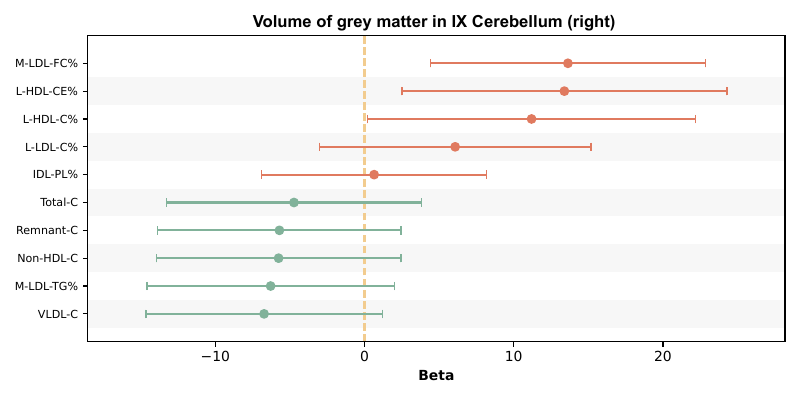 Volume of grey matter in IX Cerebellum (right)
M-LDL-FC%
L-HDL-CE%
L-HDL-C%
L-LDL-C%
IDL-PL%
Total-C
Remnant-C
Non-HDL-C
M-LDL-TG%
VLDL-C
−10 0 10 20
Beta